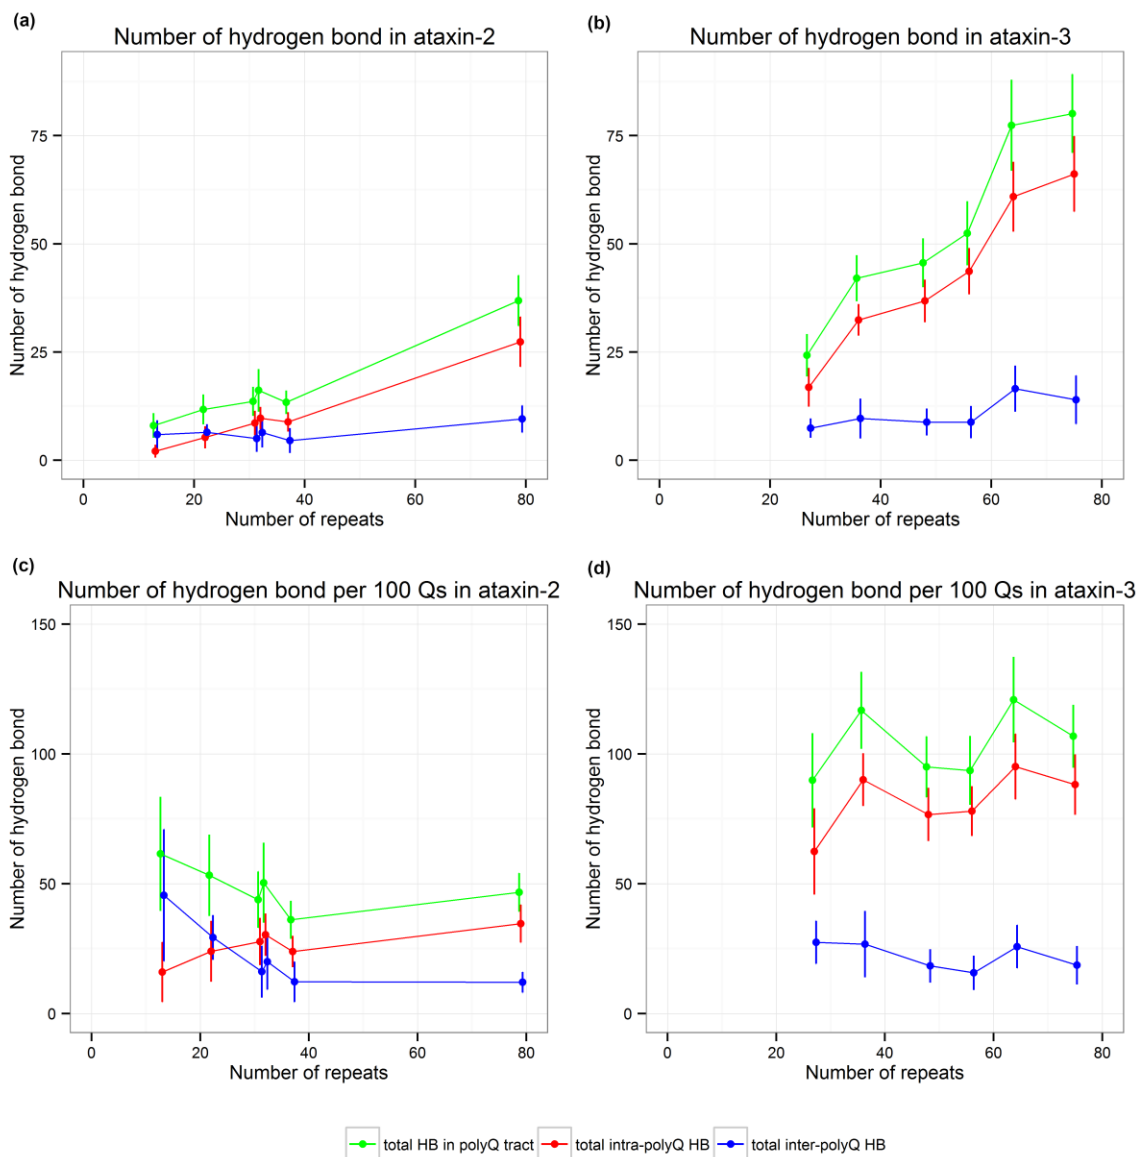 (a)
Number of hydrogen bond in ataxin-2
Number of hydrogen bond
75
50
25
0
0 20 40 60 80
Number of repeats
(b)
Number of hydrogen bond in ataxin-3
Number of hydrogen bond
75
50
25
0
0 20 40 60 80
Number of repeats
(c)
Number of hydrogen bond per 100 Qs in ataxin-2
Number of hydrogen bond
150
100
50
0
0 20 40 60 80
Number of repeats
(d)
Number of hydrogen bond per 100 Qs in ataxin-3
Number of hydrogen bond
150
100
50
0
0 20 40 60 80
Number of repeats
total HB in polyQ tract total intra-polyQ HB total inter-polyQ HB